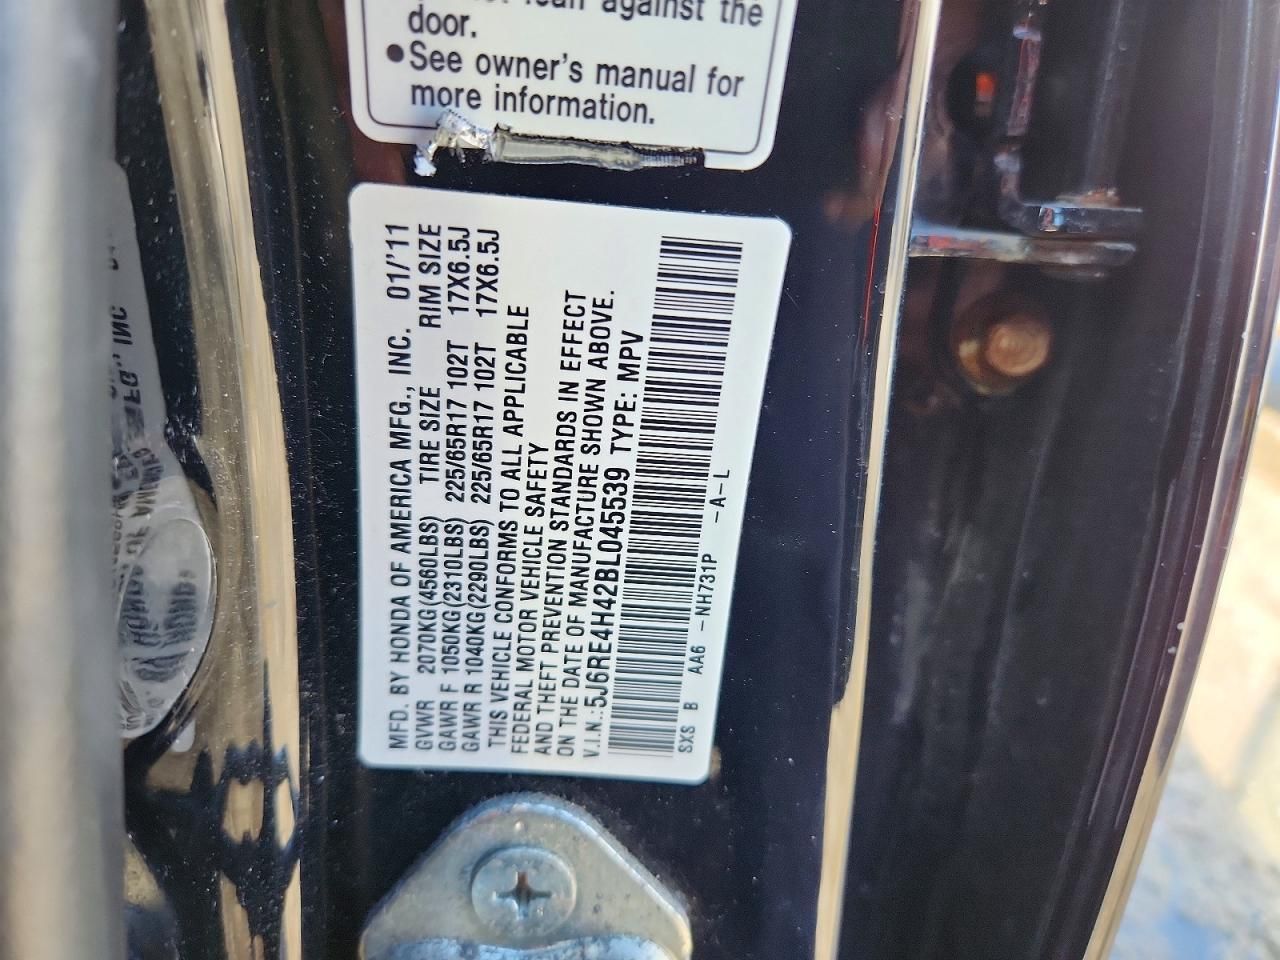 lean against the
door.
●See owner's manual for
more information.
MFD. BY HONDA OF AMERICA MFG., INC. 01/'11
GVWR 2070KG(4560LBS) TIRE SIZE RIM SIZE
GAWR F 1050KG(2310LBS) 225/65R17 102T 17X6.5J
GAWR R 1040KG(2290LBS) 225/65R17 102T 17X6.5J
THIS VEHICLE CONFORMS TO ALL APPLICABLE
FEDERAL MOTOR VEHICLE SAFETY
AND THEFT PREVENTION STANDARDS IN EFFECT
ON THE DATE OF MANUFACTURE SHOWN ABOVE.
V.I.N.:5J6RE4H42BL045539 TYPE: MPV
SXS B AA6 -NH731P -A-L